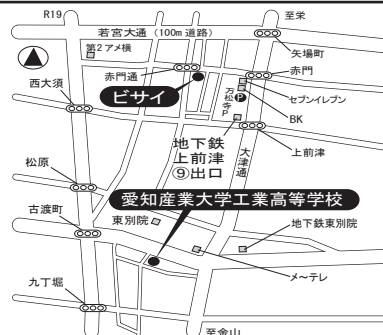 R19
至栄
若宮大通 (100m 道路)
第2アメ横
矢場町
赤門通
赤門
西大須
ビサイ
万松寺P
P
セブンイレブン
BK
地下鉄
上前津
⑨出口
大津通
上前津
松原
愛知産業大学工業高等学校
古渡町
東別院
地下鉄東別院
メ〜テレ
九丁堀
至金山